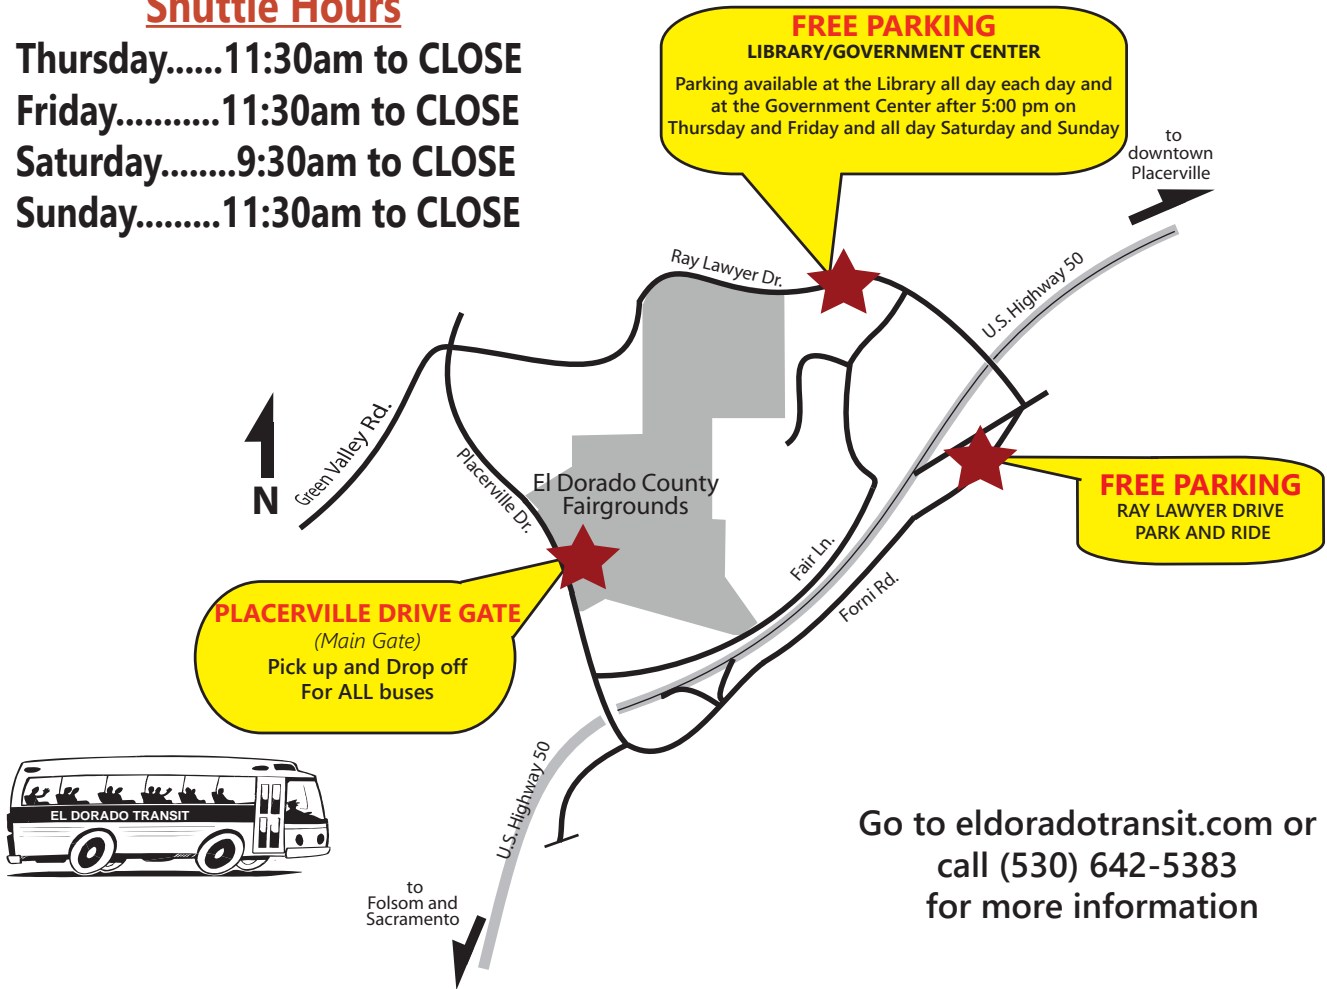 Shuttle Hours
Thursday......11:30am to CLOSE
Friday...........11:30am to CLOSE
Saturday........9:30am to CLOSE
Sunday.........11:30am to CLOSE
FREE PARKING
LIBRARY/GOVERNMENT CENTER
Parking available at the Library all day each day and
at the Government Center after 5:00 pm on
Thursday and Friday and all day Saturday and Sunday
to
downtown
Placerville
Ray Lawyer Dr.
U.S. Highway 50
Green Valley Rd.
N
Placerville Dr.
El Dorado County
Fairgrounds
FREE PARKING
RAY LAWYER DRIVE
PARK AND RIDE
Fair Ln.
Forni Rd.
PLACERVILLE DRIVE GATE
(Main Gate)
Pick up and Drop off
For ALL buses
U.S. Highway 50
EL DORADO TRANSIT
to
Folsom and
Sacramento
Go to eldoradotransit.com or
call (530) 642-5383
for more information